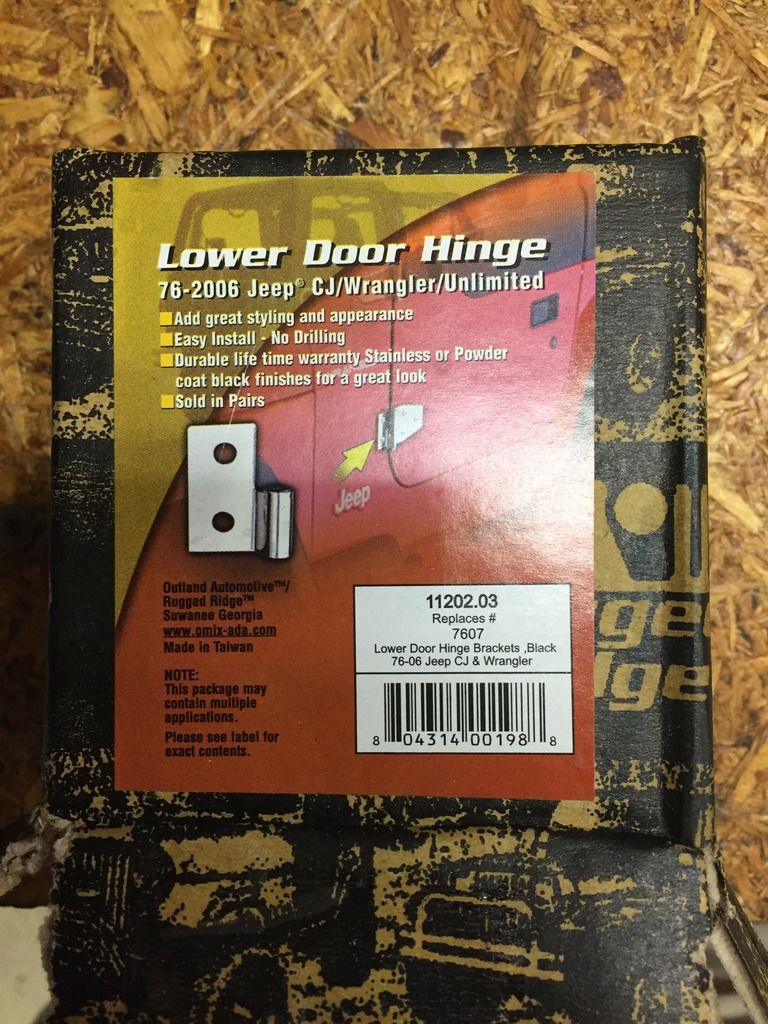 Lower Door Hinge
76-2006 Jeep® CJ/Wrangler/Unlimited
Add great styling and appearance
Easy Install - No Drilling
Durable life time warranty Stainless or Powder
coat black finishes for a great look
Sold in Pairs
Jeep
Outland Automotive™/
Rugged Ridge™
Suwanee Georgia
www.omix-ada.com
Made in Taiwan
NOTE:
This package may
contain multiple
applications.
Please see label for
exact contents.
11202.03
Replaces #
7607
Lower Door Hinge Brackets ,Black
76-06 Jeep CJ & Wrangler
8 04314 00198 8
ge
ge